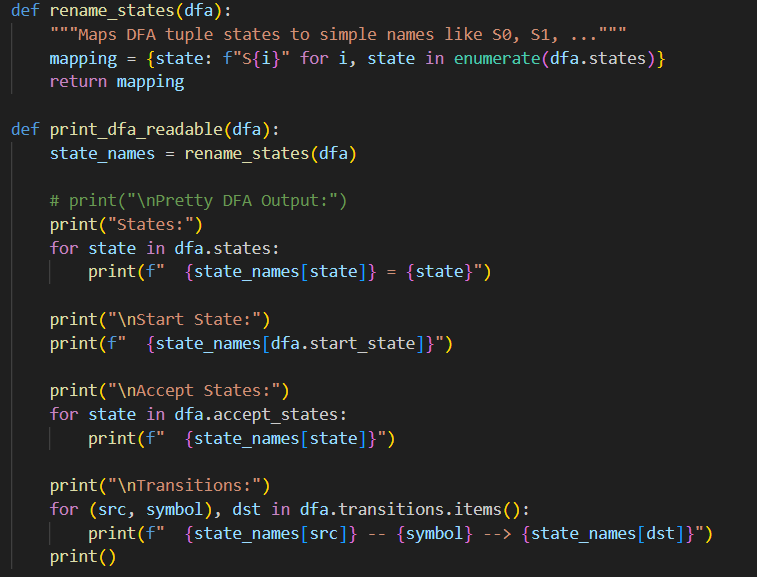 def rename_states(dfa):
    """Maps DFA tuple states to simple names like S0, S1, ..."""
    mapping = {state: f"S{i}" for i, state in enumerate(dfa.states)}
    return mapping

def print_dfa_readable(dfa):
    state_names = rename_states(dfa)

    # print("\nPretty DFA Output:")
    print("States:")
    for state in dfa.states:
        print(f"  {state_names[state]} = {state}")

    print("\nStart State:")
    print(f"  {state_names[dfa.start_state]}")

    print("\nAccept States:")
    for state in dfa.accept_states:
        print(f"  {state_names[state]}")

    print("\nTransitions:")
    for (src, symbol), dst in dfa.transitions.items():
        print(f"  {state_names[src]} -- {symbol} --> {state_names[dst]}")
    print()